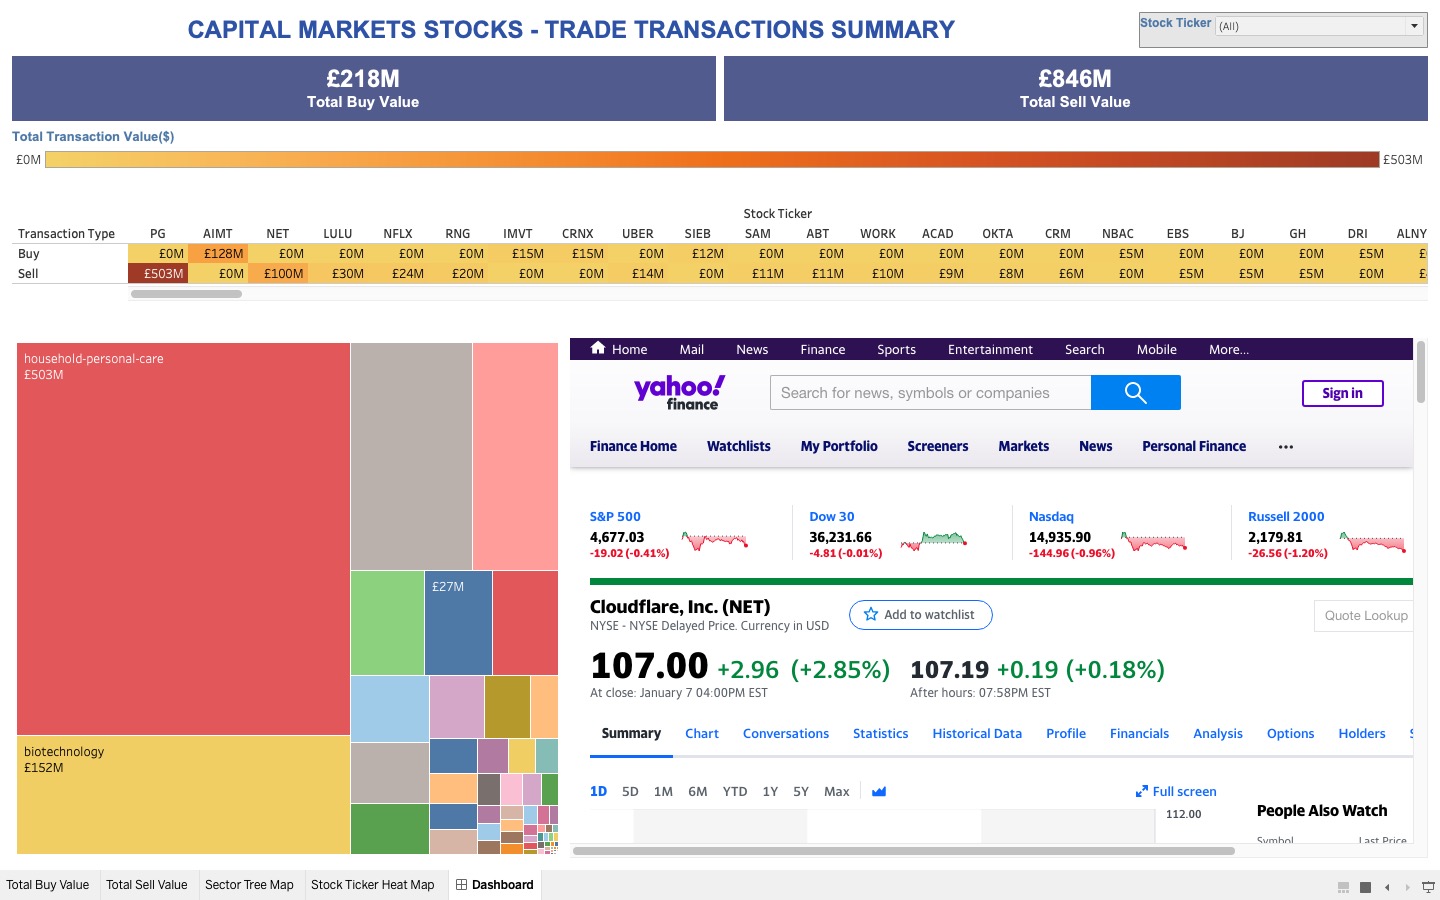 CAPITAL MARKETS STOCKS - TRADE TRANSACTIONS SUMMARY
Stock Ticker (All)
£218M
Total Buy Value
£846M
Total Sell Value
Total Transaction Value($)
£0M £503M
Stock Ticker
Transaction Type PG AIMT NET LULU NFLX RNG IMVT CRNX UBER SIEB SAM ABT WORK ACAD OKTA CRM NBAC EBS BJ GH DRI ALNY
Buy £0M £128M £0M £0M £0M £0M £15M £15M £0M £12M £0M £0M £0M £0M £0M £0M £5M £0M £0M £0M £5M
Sell £503M £0M £100M £30M £24M £20M £0M £0M £14M £0M £11M £11M £10M £9M £8M £6M £0M £5M £5M £5M £0M
household-personal-care
£503M
£27M
biotechnology
£152M
Home Mail News Finance Sports Entertainment Search Mobile More...
yahoo!
finance
Search for news, symbols or companies
Sign in
Finance Home Watchlists My Portfolio Screeners Markets News Personal Finance •••
S&P 500 Dow 30 Nasdaq Russell 2000
4,677.03 36,231.66 14,935.90 2,179.81
-19.02 (-0.41%) -4.81 (-0.01%) -144.96 (-0.96%) -26.56 (-1.20%)
Cloudflare, Inc. (NET)
NYSE - NYSE Delayed Price. Currency in USD
Add to watchlist
Quote Lookup
107.00 +2.96 (+2.85%) 107.19 +0.19 (+0.18%)
At close: January 7 04:00PM EST After hours: 07:58PM EST
Summary Chart Conversations Statistics Historical Data Profile Financials Analysis Options Holders
1D 5D 1M 6M YTD 1Y 5Y Max Full screen
112.00
People Also Watch
Symbol Last Price
Total Buy Value Total Sell Value Sector Tree Map Stock Ticker Heat Map Dashboard